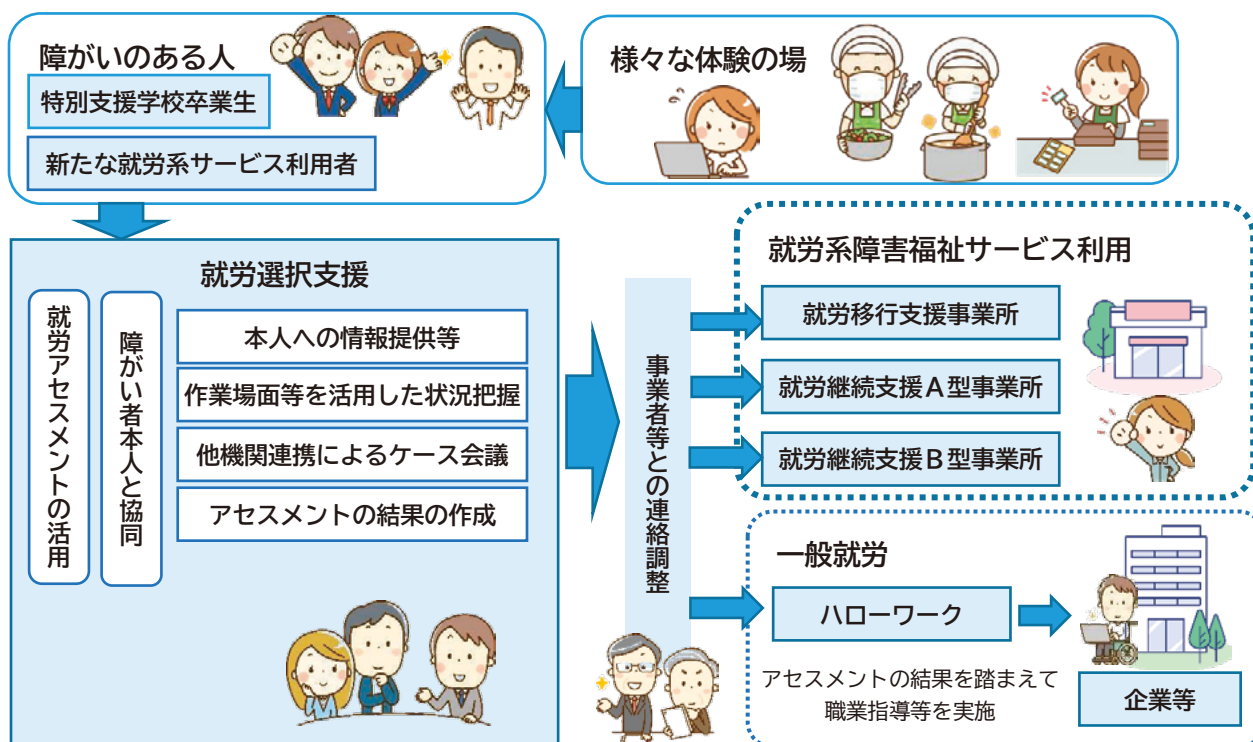 障がいのある人
特別支援学校卒業生
新たな就労系サービス利用者
様々な体験の場
就労選択支援
就労アセスメントの活用
障がい者本人と協同
本人への情報提供等
作業場面等を活用した状況把握
他機関連携によるケース会議
アセスメントの結果の作成
事業者等との連絡調整
就労系障害福祉サービス利用
就労移行支援事業所
就労継続支援A型事業所
就労継続支援B型事業所
一般就労
ハローワーク
アセスメントの結果を踏まえて
職業指導等を実施
企業等